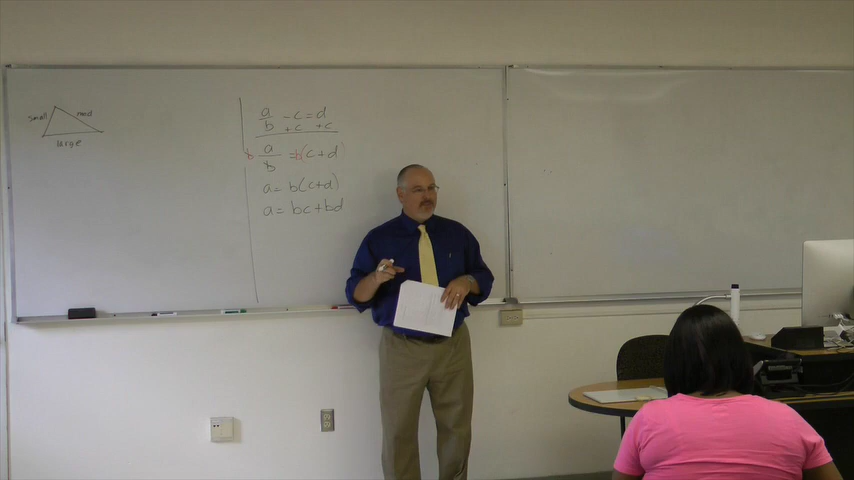 small med
large
a/b - c = d
+c +c
b a/b = b(c+d)
a = b(c+d)
a = bc + bd